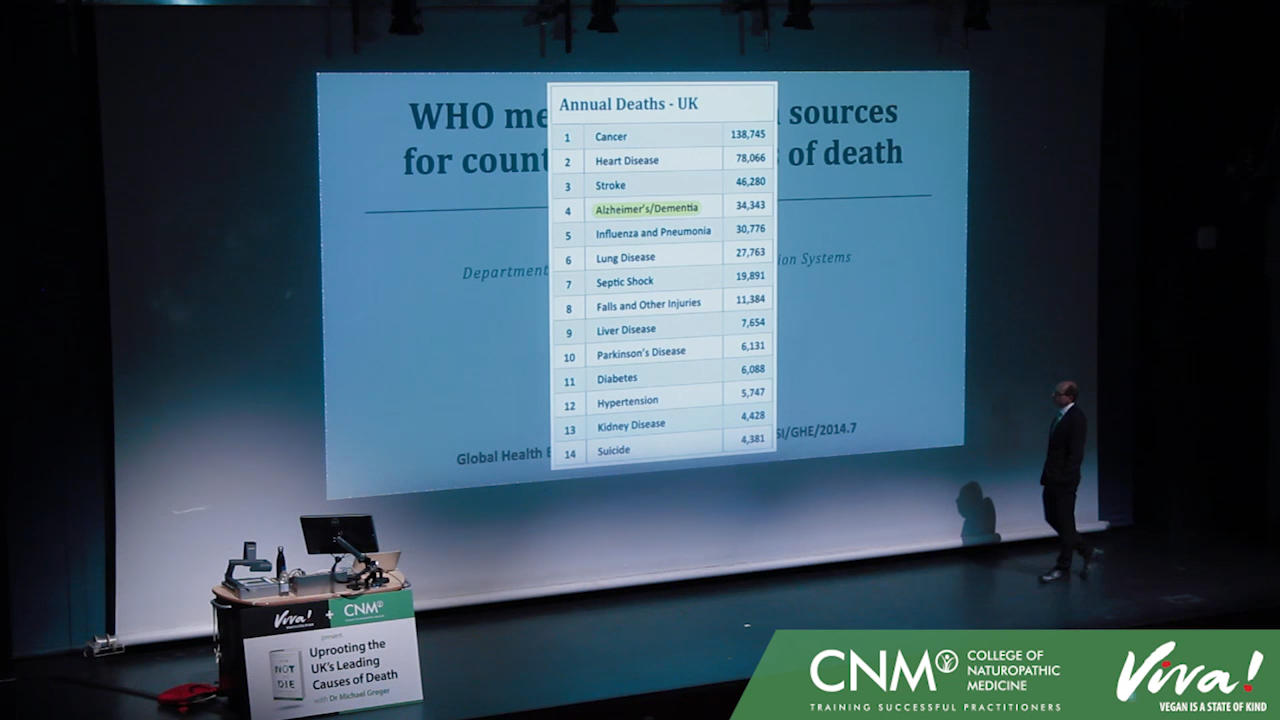 WHO me
sources
for count
of death
Department
ion Systems
Global Health E
SI/GHE/2014.7
Annual Deaths - UK
1 Cancer 138,745
2 Heart Disease 78,066
3 Stroke 46,280
4 Alzheimer's/Dementia 34,343
5 Influenza and Pneumonia 30,776
6 Lung Disease 27,763
7 Septic Shock 19,891
8 Falls and Other Injuries 11,384
9 Liver Disease 7,654
10 Parkinson's Disease 6,131
11 Diabetes 6,088
12 Hypertension 5,747
13 Kidney Disease 4,428
14 Suicide 4,381
Viva! + CNM
present
Uprooting the
UK's Leading
Causes of Death
with Dr Michael Greger
NOT
DIE
CNM
COLLEGE OF
NATUROPATHIC
MEDICINE
TRAINING SUCCESSFUL PRACTITIONERS
Viva!
VEGAN IS A STATE OF KIND